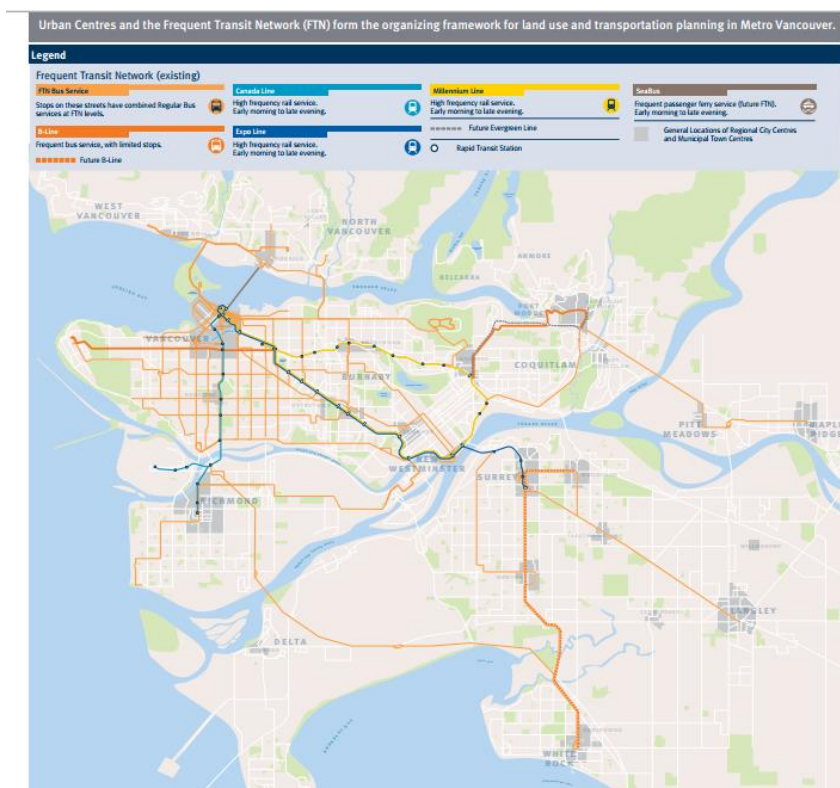 Urban Centres and the Frequent Transit Network (FTN) form the organizing framework for land use and transportation planning in Metro Vancouver.
Legend
Frequent Transit Network (existing)
FTN Bus Service
Stops on these streets have combined Regular Bus
services at FTN levels.
B-Line
Frequent bus service, with limited stops.
Future B-Line
Canada Line
High frequency rail service.
Early morning to late evening.
Expo Line
High frequency rail service.
Early morning to late evening.
Millennium Line
High frequency rail service.
Early morning to late evening.
Future Evergreen Line
Rapid Transit Station
SeaBus
Frequent passenger ferry service (future FTN).
Early morning to late evening.
General Locations of Regional City Centres
and Municipal Town Centres
WEST
VANCOUVER
NORTH
VANCOUVER
ANMORE
BELCARRA
PORT
MOODY
VANCOUVER
BURNABY
COQUITLAM
PITT
MEADOWS
MAPLE
RIDGE
NEW
WESTMINSTER
SURREY
RICHMOND
DELTA
LANGLEY
WHITE
ROCK